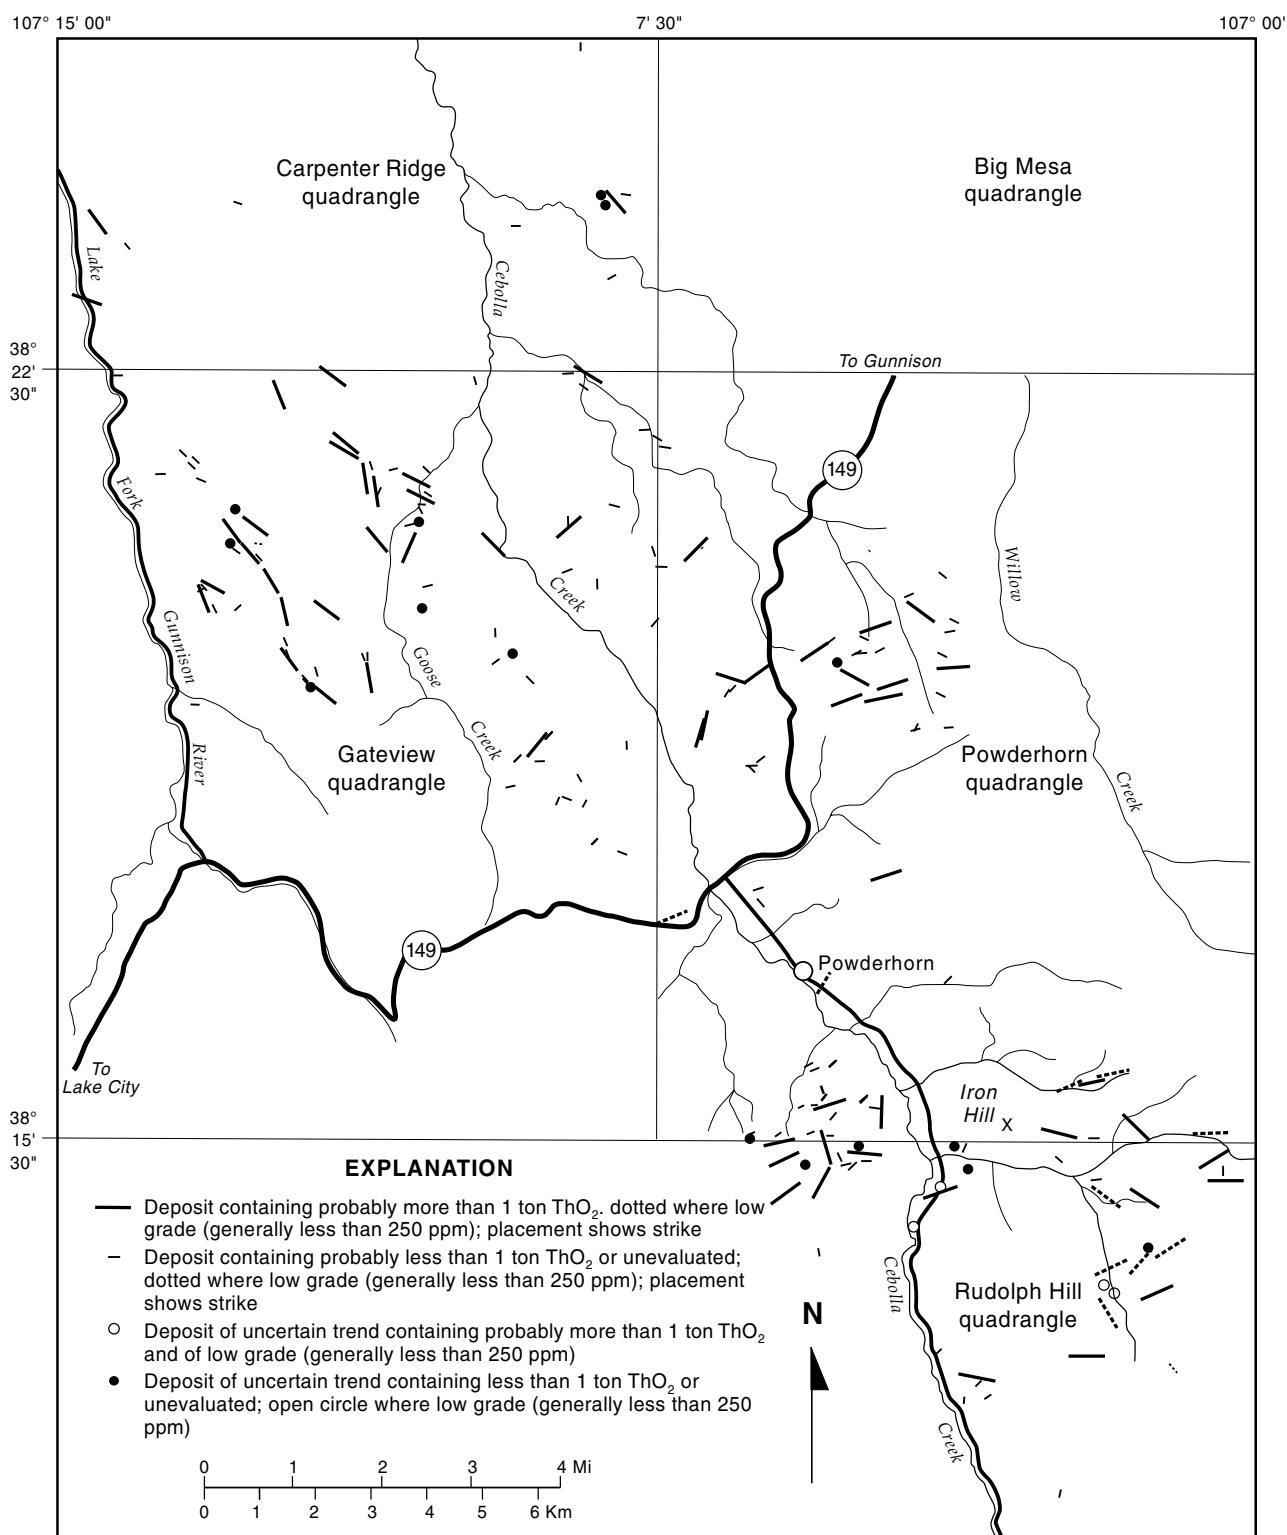 107° 15' 00"
7' 30"
107° 00'
Carpenter Ridge
quadrangle
Big Mesa
quadrangle
Lake
Cebolla
38°
22'
30"
To Gunnison
149
Fork
Willow
Creek
Gunnison
Goose
Creek
River
Gateview
quadrangle
Powderhorn
quadrangle
Creek
149
Powderhorn
To
Lake City
Iron
Hill X
38°
15'
30"
EXPLANATION
Deposit containing probably more than 1 ton ThO2. dotted where low
grade (generally less than 250 ppm); placement shows strike
Deposit containing probably less than 1 ton ThO2 or unevaluated;
dotted where low grade (generally less than 250 ppm); placement
shows strike
Deposit of uncertain trend containing probably more than 1 ton ThO2
and of low grade (generally less than 250 ppm)
Deposit of uncertain trend containing less than 1 ton ThO2 or
unevaluated; open circle where low grade (generally less than 250
ppm)
Cebolla
Rudolph Hill
quadrangle
N
Creek
0 1 2 3 4 Mi
0 1 2 3 4 5 6 Km